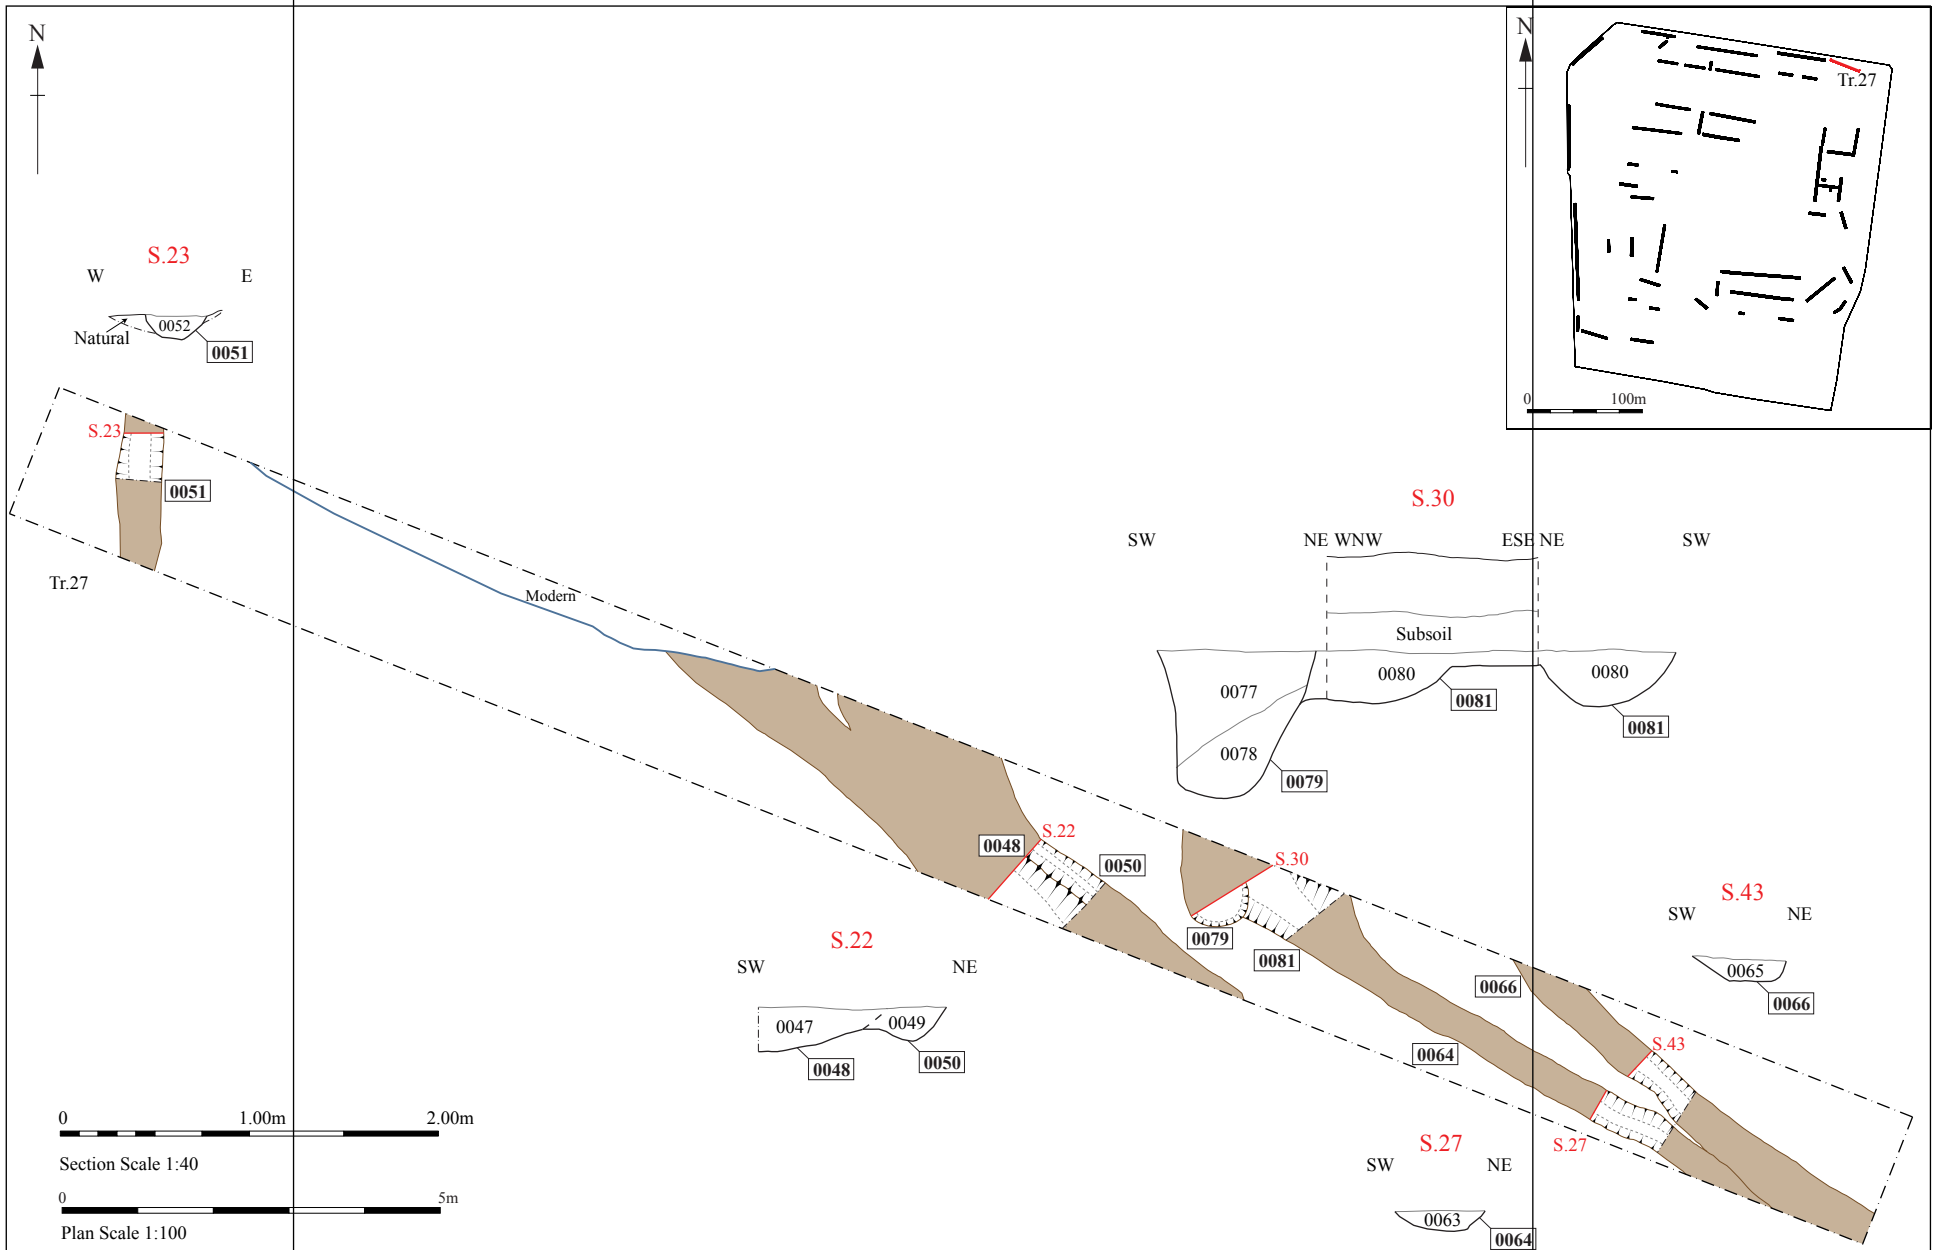 N
N
Tr.27
0 100m
S.23
W E
0052
Natural
0051
S.23
0051
Tr.27
Modern
S.30
SW NE WNW ESE NE SW
Subsoil
0077
0080
0080
0081
0081
0078
0079
0048
S.22
0050
S.30
0079
0081
S.43
SW NE
0065
0066
0066
S.22
SW NE
0047
0049
0048
0050
0064
S.43
S.27
S.27
SW NE
0063
0064
0 1.00m 2.00m
Section Scale 1:40
0 5m
Plan Scale 1:100